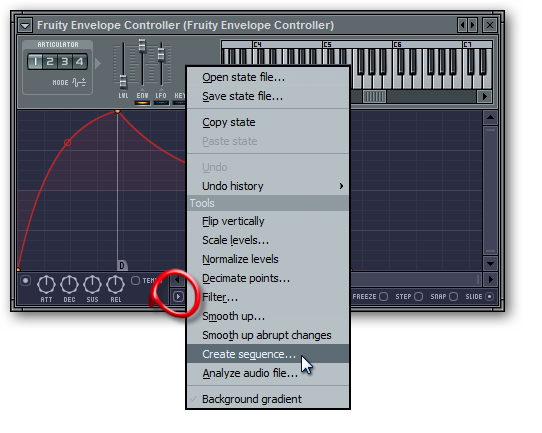 Fruity Envelope Controller (Fruity Envelope Controller)
ARTICULATOR
1 2 3 4
MODE
LVL ENV LFO KEY
C4 C5 C6 C7
Open state file...
Save state file...
Copy state
Paste state
Undo
Undo history
Tools
Flip vertically
Scale levels...
Normalize levels
Decimate points...
Filter...
Smooth up...
Smooth up abrupt changes
Create sequence...
Analyze audio file...
Background gradient
D
TEMPO
ATT DEC SUS REL
FREEZE STEP SNAP SLIDE